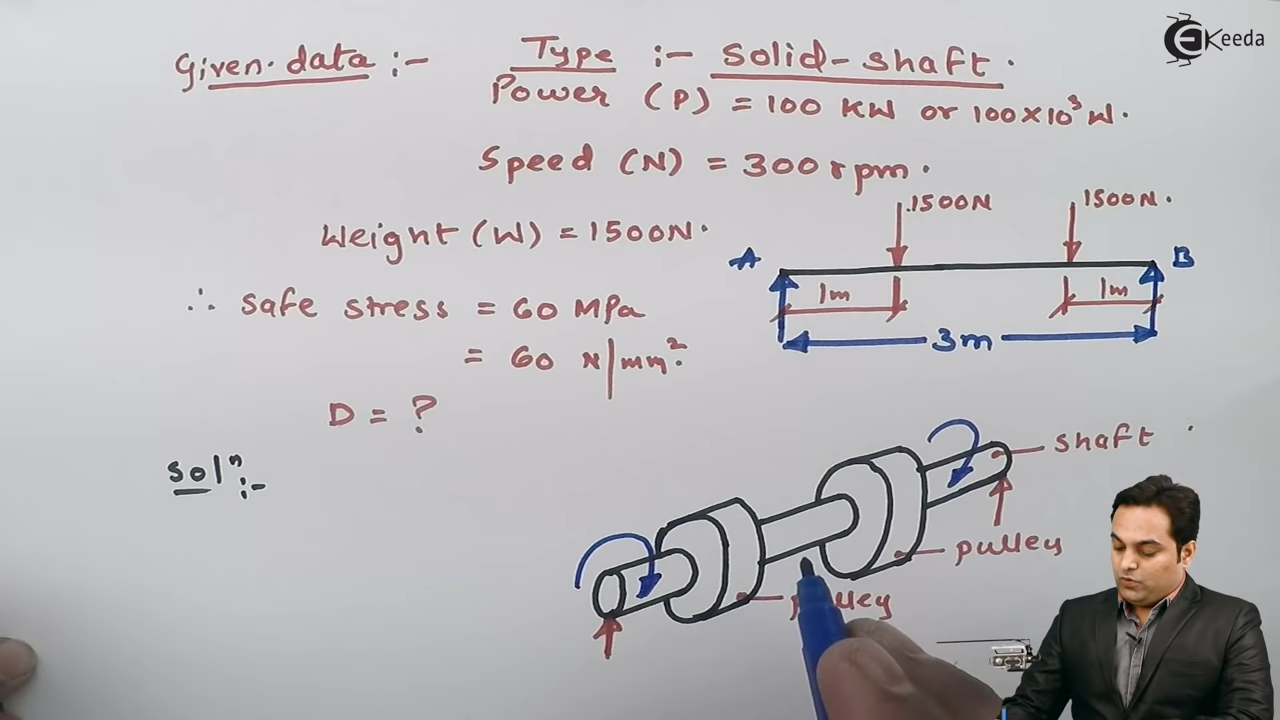 Ekeeda
Given data :- Type :- Solid-shaft.
Power (P) = 100 KW or 100×10³ W.
Speed (N) = 300 rpm.
Weight (W) = 1500N.
1500N 1500N.
A B
∴ safe stress = 60 MPa
1m 1m
= 60 N/mm².
3m
D = ?
shaft
Solⁿ :-
pulley